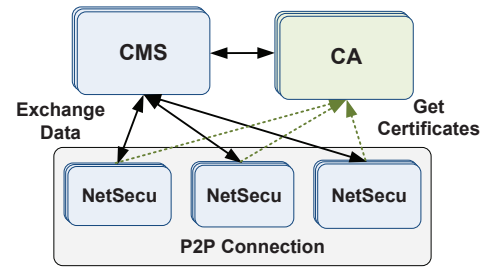 CMS
CA
Exchange
Data
Get
Certificates
NetSecu
NetSecu
NetSecu
P2P Connection